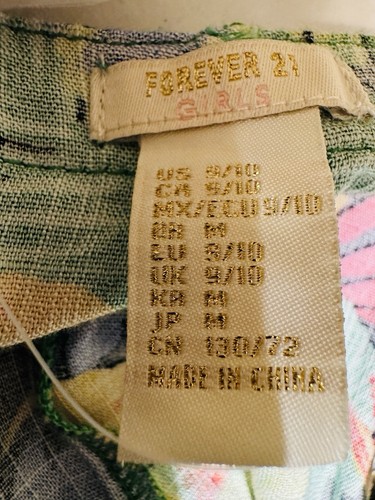 FOREVER 21
GIRLS
US 9/10
CA 9/10
MX/ECU 9/10
BR M
EU 9/10
UK 9/10
KR M
JP M
CN 130/72
MADE IN CHINA